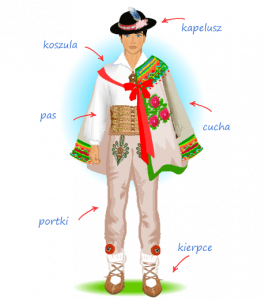 kapelusz
koszula
pas
cucha
portki
kierpce